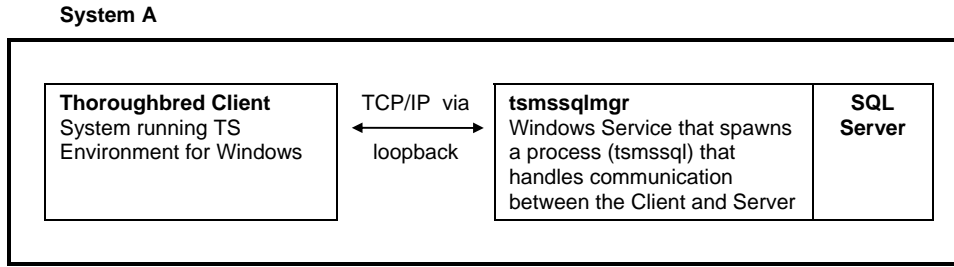 System A
Thoroughbred Client
System running TS
Environment for Windows
TCP/IP via
loopback
tsmssqlmgr
Windows Service that spawns
a process (tsmssql) that
handles communication
between the Client and Server
SQL
Server